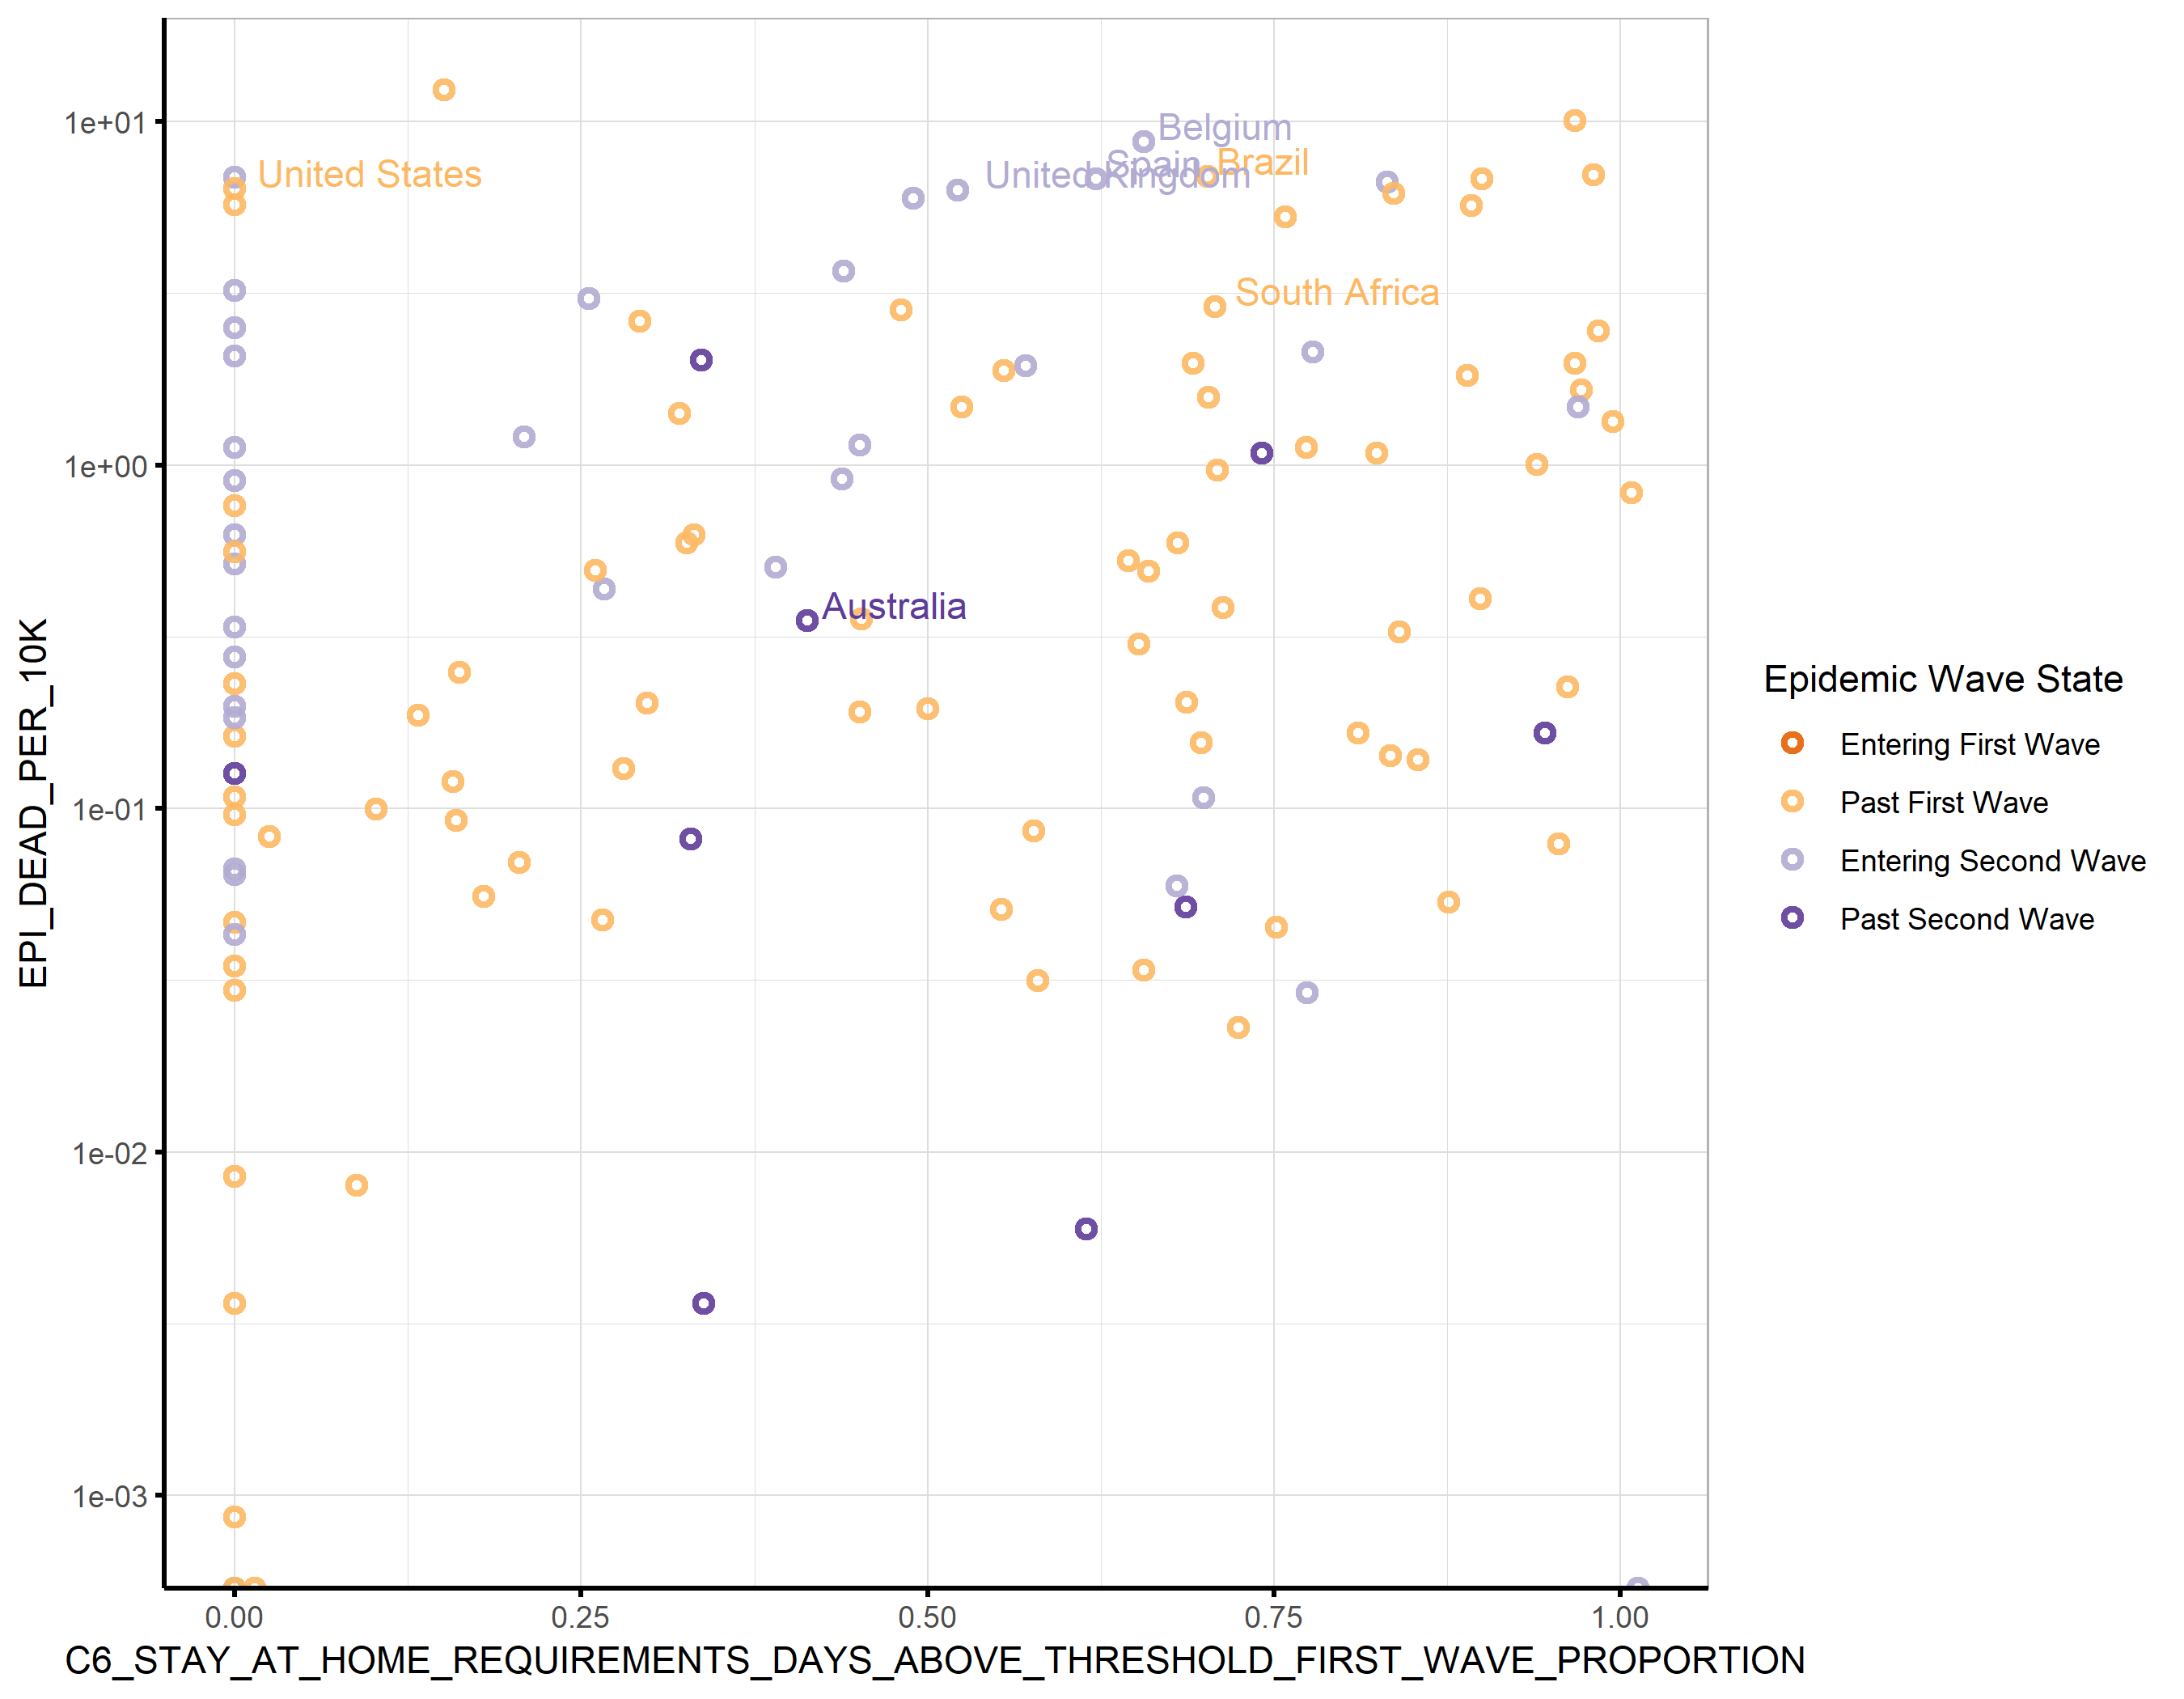 1e+01
1e+00
1e-01
1e-02
1e-03
EPI_DEAD_PER_10K
Belgium
Spain
Brazil
United States
United Kingdom
South Africa
Australia
0.00
0.25
0.50
0.75
1.00
C6_STAY_AT_HOME_REQUIREMENTS_DAYS_ABOVE_THRESHOLD_FIRST_WAVE_PROPORTION
Epidemic Wave State
Entering First Wave
Past First Wave
Entering Second Wave
Past Second Wave